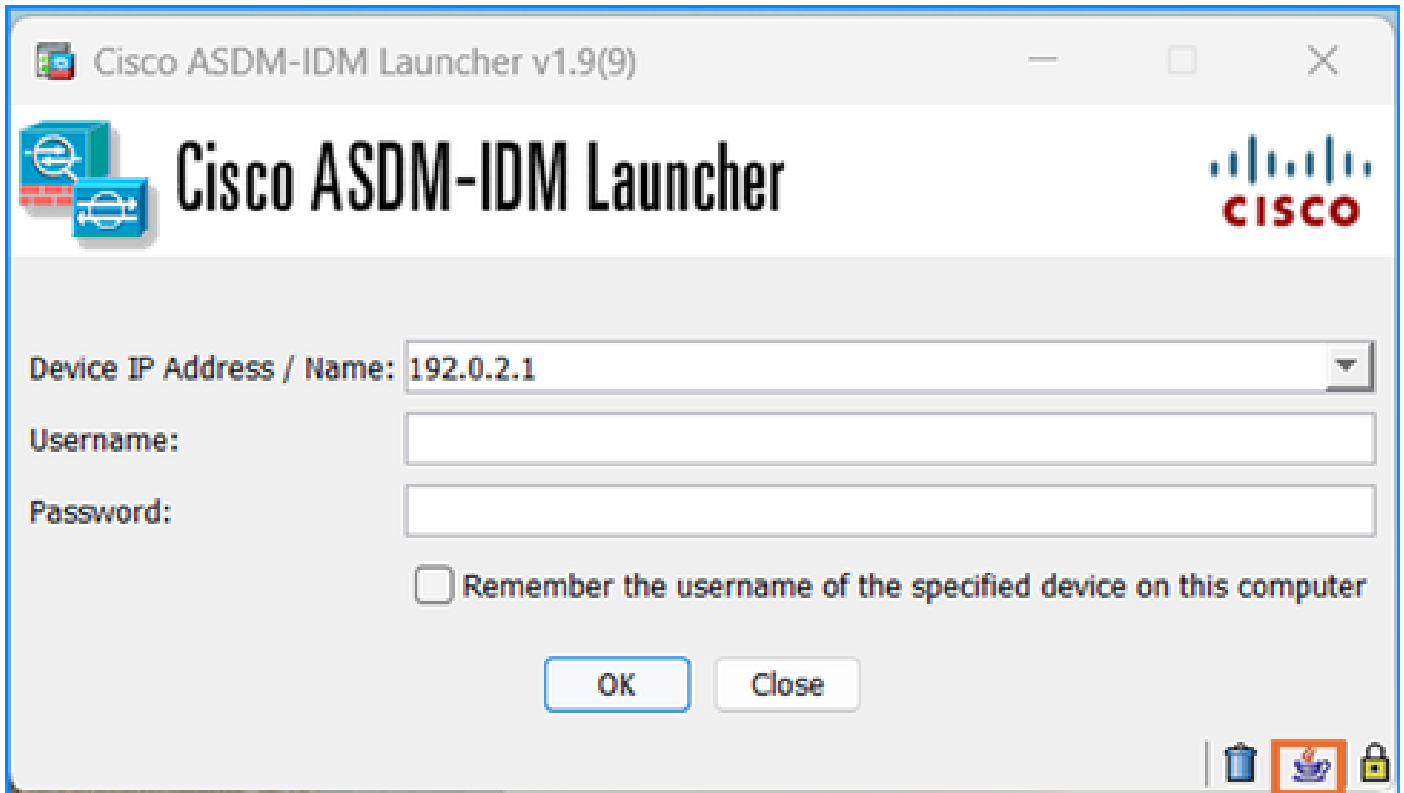 Cisco ASDM-IDM Launcher v1.9(9)
Cisco ASDM-IDM Launcher
CISCO
Device IP Address / Name: 192.0.2.1
Username:
Password:
Remember the username of the specified device on this computer
OK Close